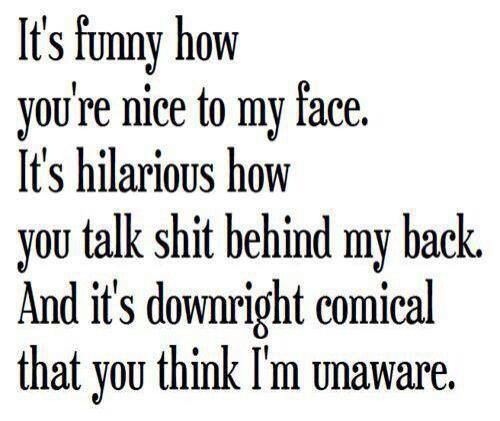 It's funny how
you're nice to my face.
It's hilarious how
you talk shit behind my back.
And it's downright comical
that you think I'm unaware.